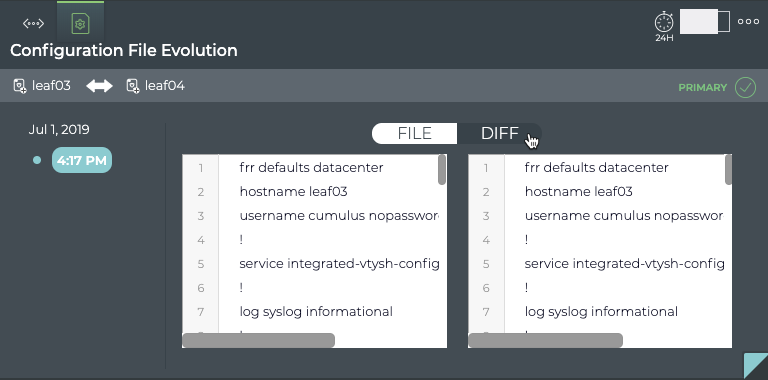 24H
Configuration File Evolution
leaf03 leaf04 PRIMARY
Jul 1, 2019
4:17 PM
FILE DIFF
1 frr defaults datacenter
2 hostname leaf03
3 username cumulus nopasswor
4 !
5 service integrated-vtysh-config
6 !
7 log syslog informational
1 frr defaults datacenter
2 hostname leaf03
3 username cumulus nopasswor
4 !
5 service integrated-vtysh-config
6 !
7 log syslog informational